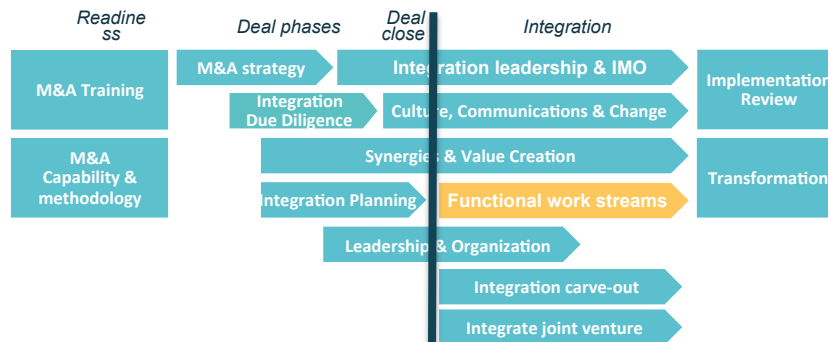 Readine
ss
Deal phases
Deal
close
Integration
M&A Training
M&A strategy
Integration leadership & IMO
Implementation
Review
Integration
Due Diligence
Culture, Communications & Change
M&A
Capability &
methodology
Synergies & Value Creation
Transformation
Integration Planning
Functional work streams
Leadership & Organization
Integration carve-out
Integrate joint venture